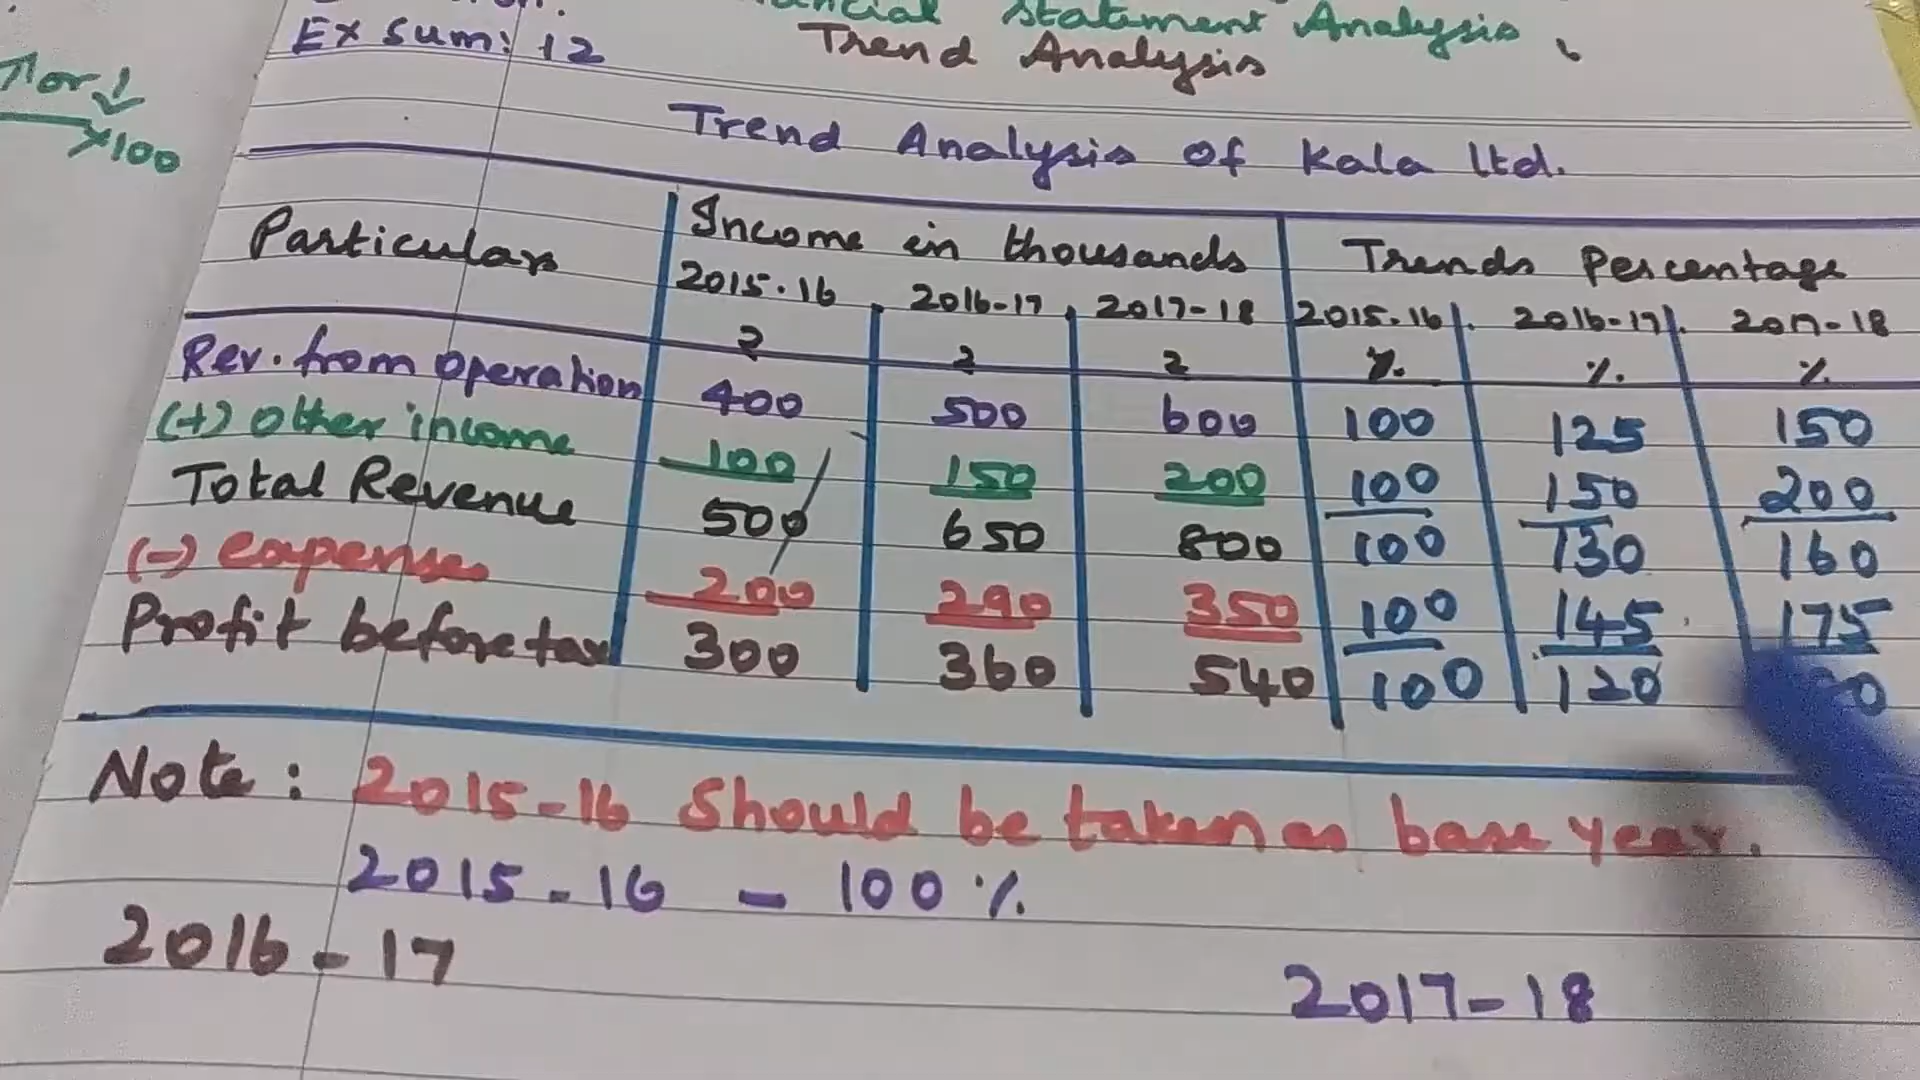 Statement Analysis
Ex Sum: 12
Trend Analysis
↑ or ↓
×100
Trend Analysis of Kala Ltd.
Particulars Income in thousands Trends Percentage
2015-16 2016-17 2017-18 2015-16 2016-17 2017-18
₹ ₹ ₹ % % %
Rev. from operation 400 500 600 100 125 150
(+) Other income 100 150 200 100 150 200
Total Revenue 500 650 800 100 130 160
(-) expenses 200 290 350 100 145 175
Profit before tax 300 360 540 100 120
Note: 2015-16 Should be taken as base year.
2015-16 - 100%
2016-17
2017-18